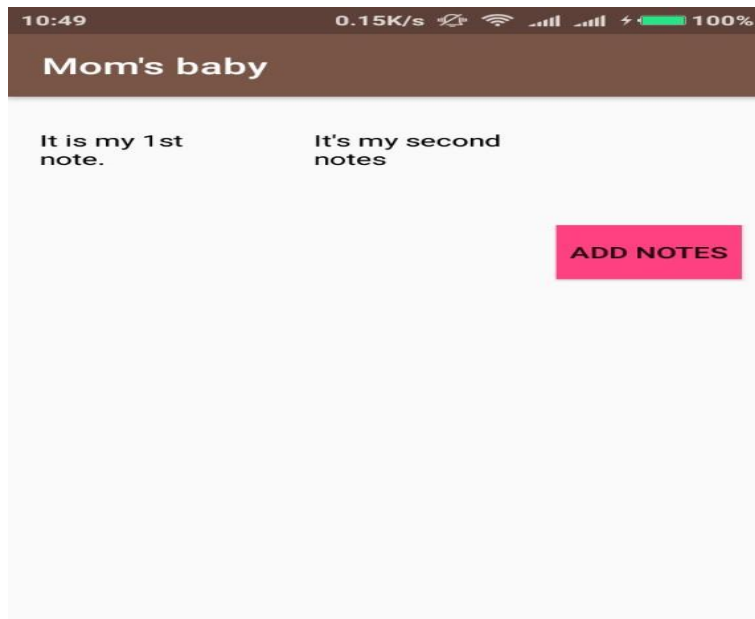 10:49 0.15K/s 100%
Mom's baby
It is my 1st
note.
It's my second
notes
ADD NOTES